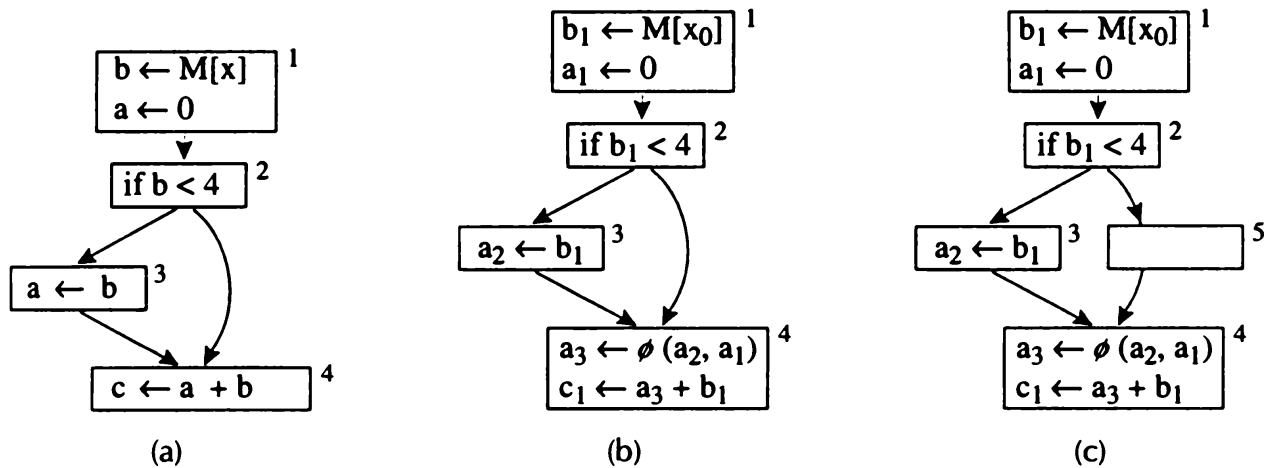 b ← M[x]
a ← 0
1
if b < 4
2
a ← b
3
c ← a + b
4
(a)
b₁ ← M[x₀]
a₁ ← 0
1
if b₁ < 4
2
a₂ ← b₁
3
a₃ ← ϕ (a₂, a₁)
c₁ ← a₃ + b₁
4
(b)
b₁ ← M[x₀]
a₁ ← 0
1
if b₁ < 4
2
a₂ ← b₁
3
5
a₃ ← ϕ (a₂, a₁)
c₁ ← a₃ + b₁
4
(c)